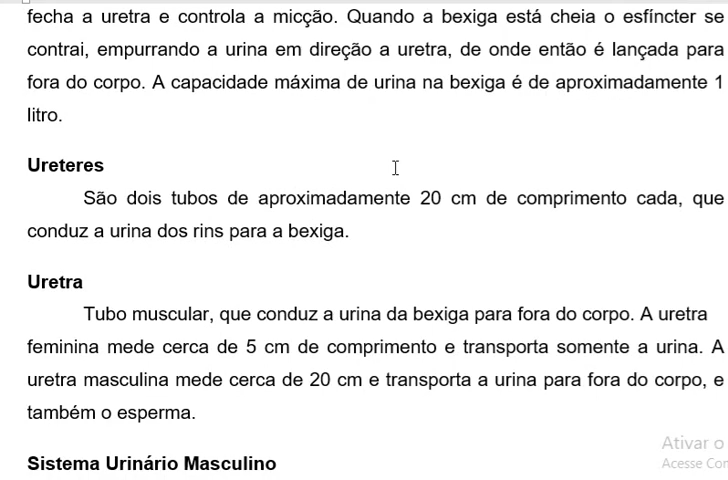 fecha a uretra e controla a micção. Quando a bexiga está cheia o esfíncter se
contrai, empurrando a urina em direção a uretra, de onde então é lançada para
fora do corpo. A capacidade máxima de urina na bexiga é de aproximadamente 1
litro.
Ureteres
São dois tubos de aproximadamente 20 cm de comprimento cada, que
conduz a urina dos rins para a bexiga.
Uretra
Tubo muscular, que conduz a urina da bexiga para fora do corpo. A uretra
feminina mede cerca de 5 cm de comprimento e transporta somente a urina. A
uretra masculina mede cerca de 20 cm e transporta a urina para fora do corpo, e
também o esperma.
Ativar o
Acesse Con
Sistema Urinário Masculino